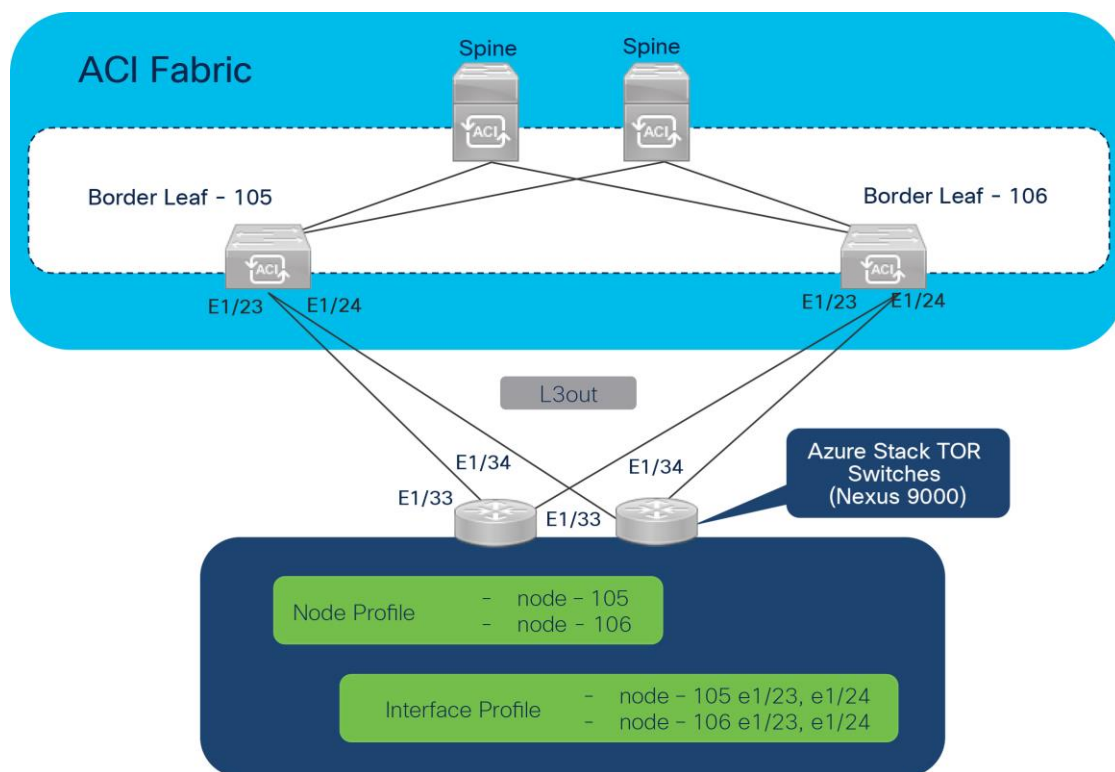 Spine
Spine
ACI Fabric
ACI
ACI
Border Leaf - 105
Border Leaf - 106
ACI
ACI
E1/23
E1/24
E1/23
E1/24
L3out
E1/34
E1/34
E1/33
E1/33
Azure Stack TOR
Switches
(Nexus 9000)
Node Profile - node - 105
- node - 106
Interface Profile - node - 105 e1/23, e1/24
- node - 106 e1/23, e1/24